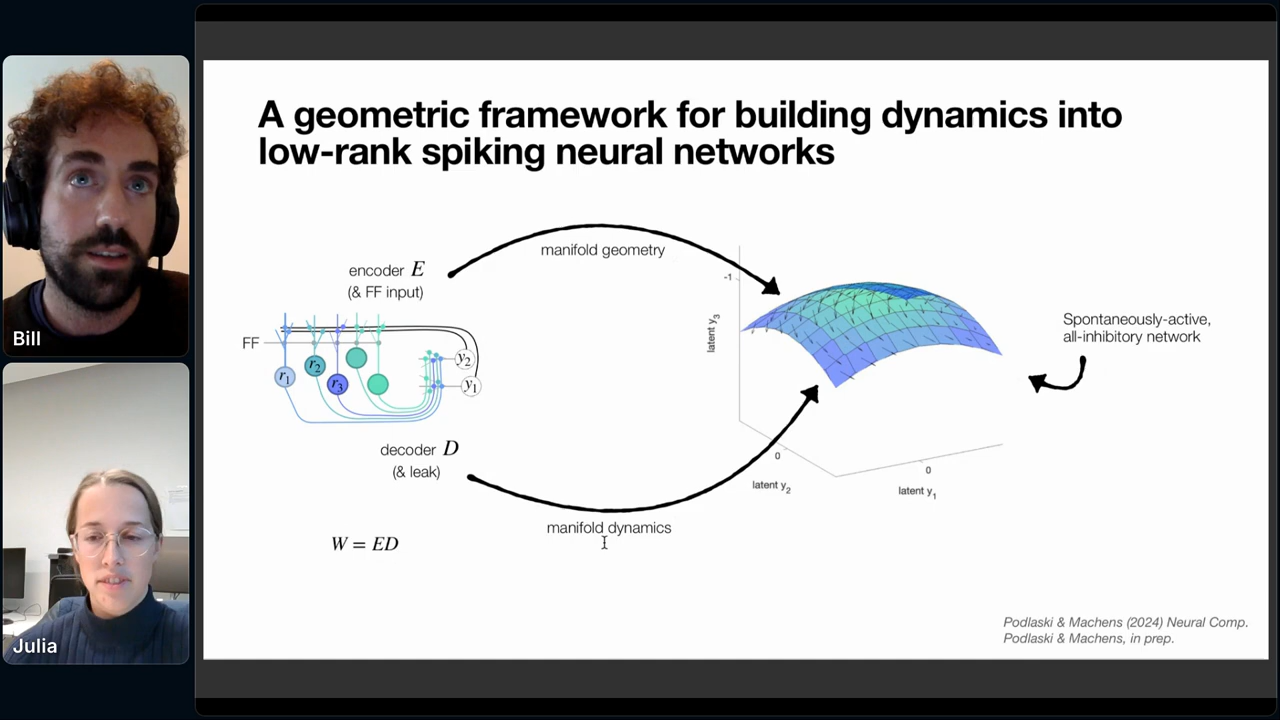 A geometric framework for building dynamics into
low-rank spiking neural networks
manifold geometry
encoder E
(& FF input)
FF
r1
r2
r3
y2
y1
decoder D
(& leak)
manifold dynamics
W = ED
-1
latent y3
0
latent y2
0
latent y1
Spontaneously-active,
all-inhibitory network
Podlaski & Machens (2024) Neural Comp.
Podlaski & Machens, in prep.
Bill
Julia